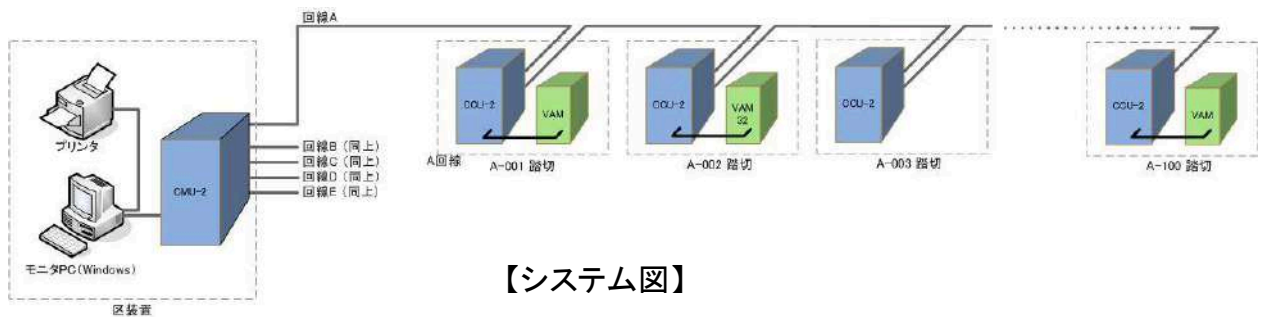 回線A
CCU-2
VAM
CCU-2
VAM
32
CCU-2
CCU-2
VAM
プリンタ
CMU-2
回線B (同上)
回線C (同上)
回線D (同上)
回線E (同上)
A回線
A-001 踏切
A-002 踏切
A-003 踏切
A-100 踏切
モニタPC(Windows)
区装置
【システム図】